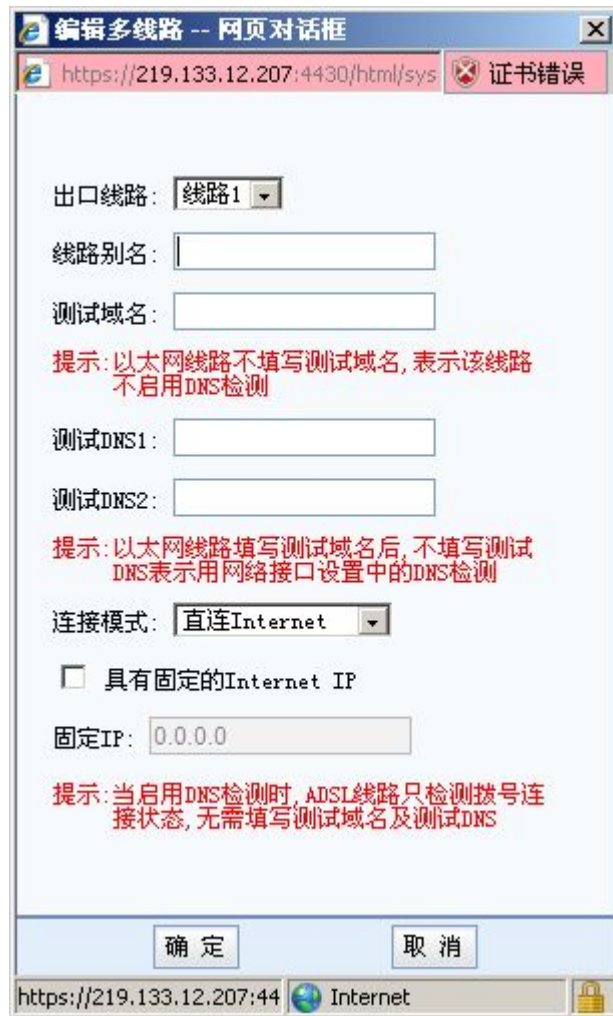 编辑多线路 -- 网页对话框
https://219.133.12.207:4430/html/sys 证书错误
出口线路: 线路1
线路别名:
测试域名:
提示:以太网线路不填写测试域名,表示该线路
不启用DNS检测
测试DNS1:
测试DNS2:
提示:以太网线路填写测试域名后,不填写测试
DNS表示用网络接口设置中的DNS检测
连接模式: 直连Internet
具有固定的Internet IP
固定IP: 0.0.0.0
提示:当启用DNS检测时,ADSL线路只检测拨号连
接状态,无需填写测试域名及测试DNS
确 定 取 消
https://219.133.12.207:44 Internet